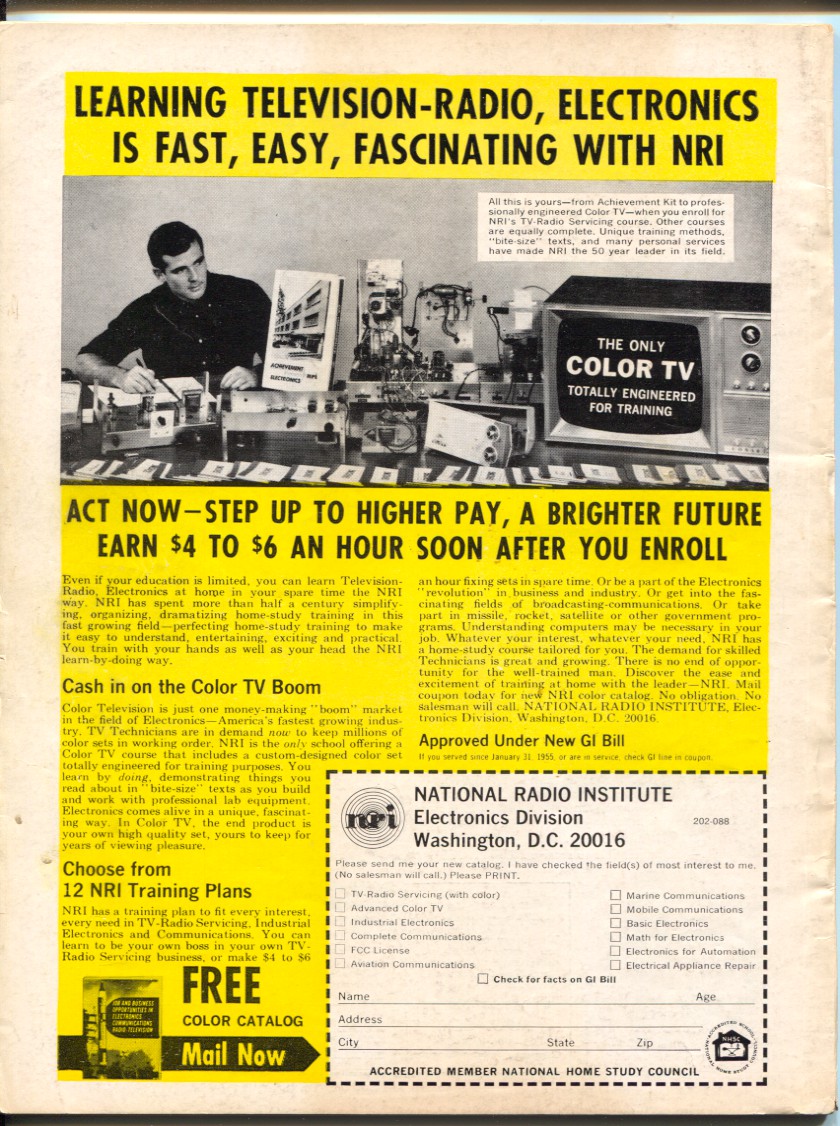 LEARNING TELEVISION-RADIO, ELECTRONICS
IS FAST, EASY, FASCINATING WITH NRI
All this is yours—from Achievement Kit to profes-
sionally engineered Color TV—when you enroll for
NRI's TV-Radio Servicing course. Other courses
are equally complete. Unique training methods,
"bite-size" texts, and many personal services
have made NRI the 50 year leader in its field.
ACHIEVEMENT
ELECTRONICS
NRI
THE ONLY
COLOR TV
TOTALLY ENGINEERED
FOR TRAINING
ACT NOW—STEP UP TO HIGHER PAY, A BRIGHTER FUTURE
EARN $4 TO $6 AN HOUR SOON AFTER YOU ENROLL
Even if your education is limited, you can learn Television-
Radio, Electronics at home in your spare time the NRI
way. NRI has spent more than half a century simplify-
ing, organizing, dramatizing home-study training in this
fast growing field—perfecting home-study training to make
it easy to understand, entertaining, exciting and practical.
You train with your hands as well as your head the NRI
learn-by-doing way.
Cash in on the Color TV Boom
Color Television is just one money-making "boom" market
in the field of Electronics—America's fastest growing indus-
try. TV Technicians are in demand now to keep millions of
color sets in working order. NRI is the only school offering a
Color TV course that includes a custom-designed color set
totally engineered for training purposes. You
learn by doing, demonstrating things you
read about in "bite-size" texts as you build
and work with professional lab equipment.
Electronics comes alive in a unique, fascinat-
ing way. In Color TV, the end product is
your own high quality set, yours to keep for
years of viewing pleasure.
Choose from
12 NRI Training Plans
NRI has a training plan to fit every interest,
every need in TV-Radio Servicing, Industrial
Electronics and Communications. You can
learn to be your own boss in your own TV-
Radio Servicing business, or make $4 to $6
an hour fixing sets in spare time. Or be a part of the Electronics
"revolution" in business and industry. Or get into the fas-
cinating fields of broadcasting-communications. Or take
part in missile, rocket, satellite or other government pro-
grams. Understanding computers may be necessary in your
job. Whatever your interest, whatever your need, NRI has
a home-study course tailored for you. The demand for skilled
Technicians is great and growing. There is no end of oppor-
tunity for the well-trained man. Discover the ease and
excitement of training at home with the leader—NRI. Mail
coupon today for new NRI color catalog. No obligation. No
salesman will call. NATIONAL RADIO INSTITUTE, Elec-
tronics Division, Washington, D.C. 20016.
Approved Under New GI Bill
If you served since January 31, 1955, or are in service, check GI line in coupon.
JOB AND BUSINESS
OPPORTUNITIES IN
ELECTRONICS
COMMUNICATIONS
RADIO TELEVISION
FREE
COLOR CATALOG
Mail Now
nri
NATIONAL RADIO INSTITUTE
Electronics Division
202-088
Washington, D.C. 20016
Please send me your new catalog. I have checked the field(s) of most interest to me.
(No salesman will call.) Please PRINT.
TV-Radio Servicing (with color)
Advanced Color TV
Industrial Electronics
Complete Communications
FCC License
Aviation Communications
Marine Communications
Mobile Communications
Basic Electronics
Math for Electronics
Electronics for Automation
Electrical Appliance Repair
Check for facts on GI Bill
Name Age
Address
City State Zip
ACCREDITED MEMBER NATIONAL HOME STUDY COUNCIL
NHSC